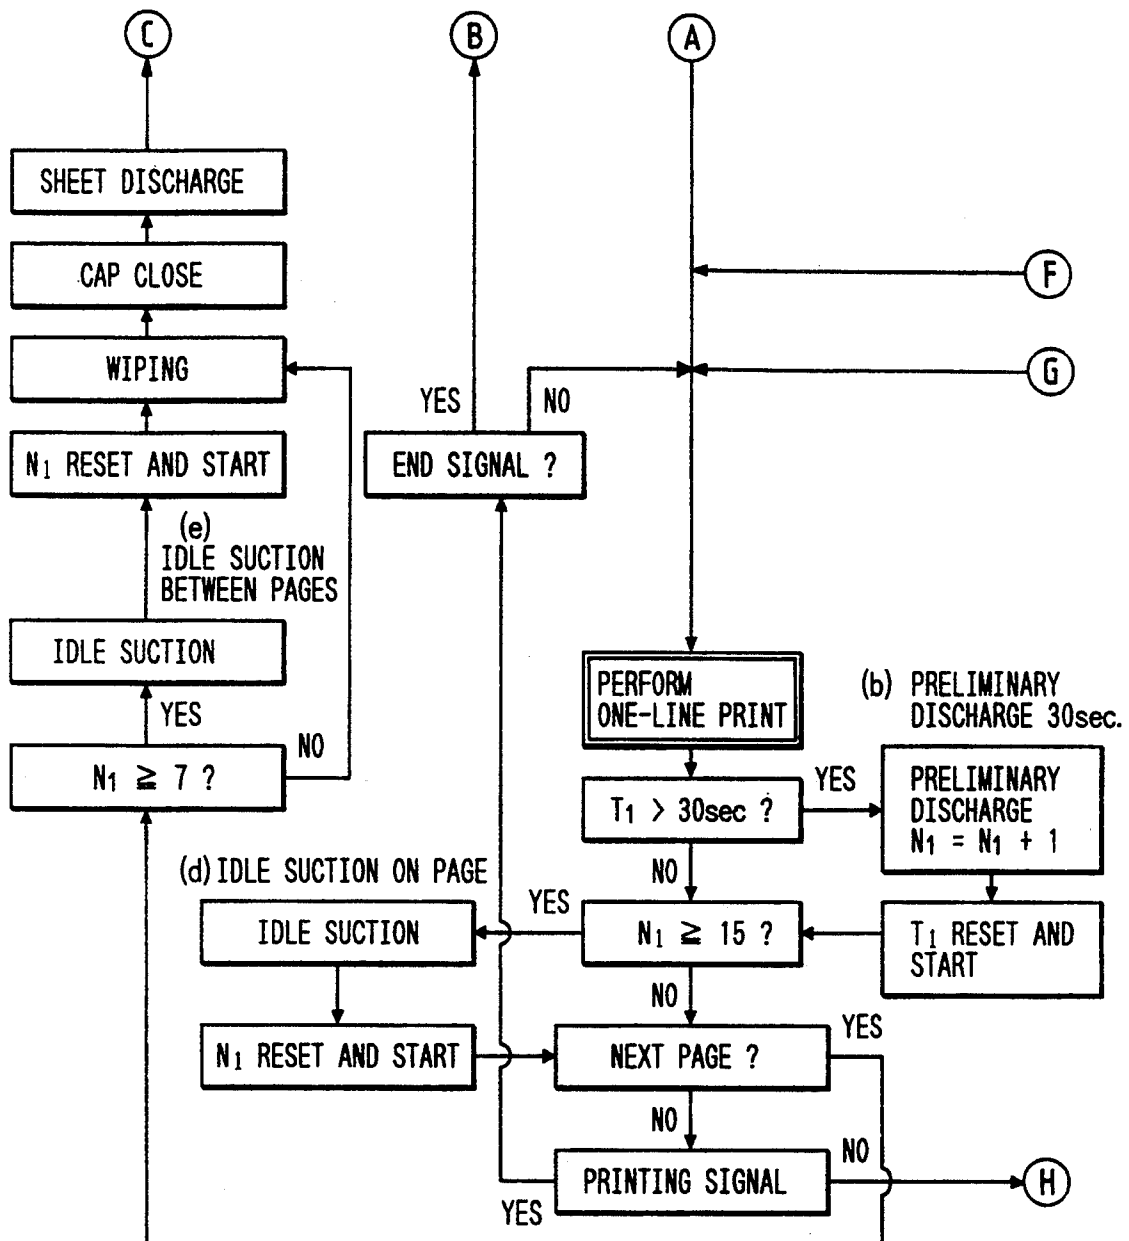 C
B
A
SHEET DISCHARGE
CAP CLOSE
F
WIPING
G
YES
NO
N1 RESET AND START
END SIGNAL ?
(e)
IDLE SUCTION
BETWEEN PAGES
IDLE SUCTION
PERFORM
ONE-LINE PRINT
(b) PRELIMINARY
DISCHARGE 30sec.
YES
NO
N1 ≧ 7 ?
T1 > 30sec ?
YES
PRELIMINARY
DISCHARGE
N1 = N1 + 1
NO
(d) IDLE SUCTION ON PAGE
YES
IDLE SUCTION
N1 ≧ 15 ?
T1 RESET AND
START
NO
YES
N1 RESET AND START
NEXT PAGE ?
NO
NO
PRINTING SIGNAL
H
YES